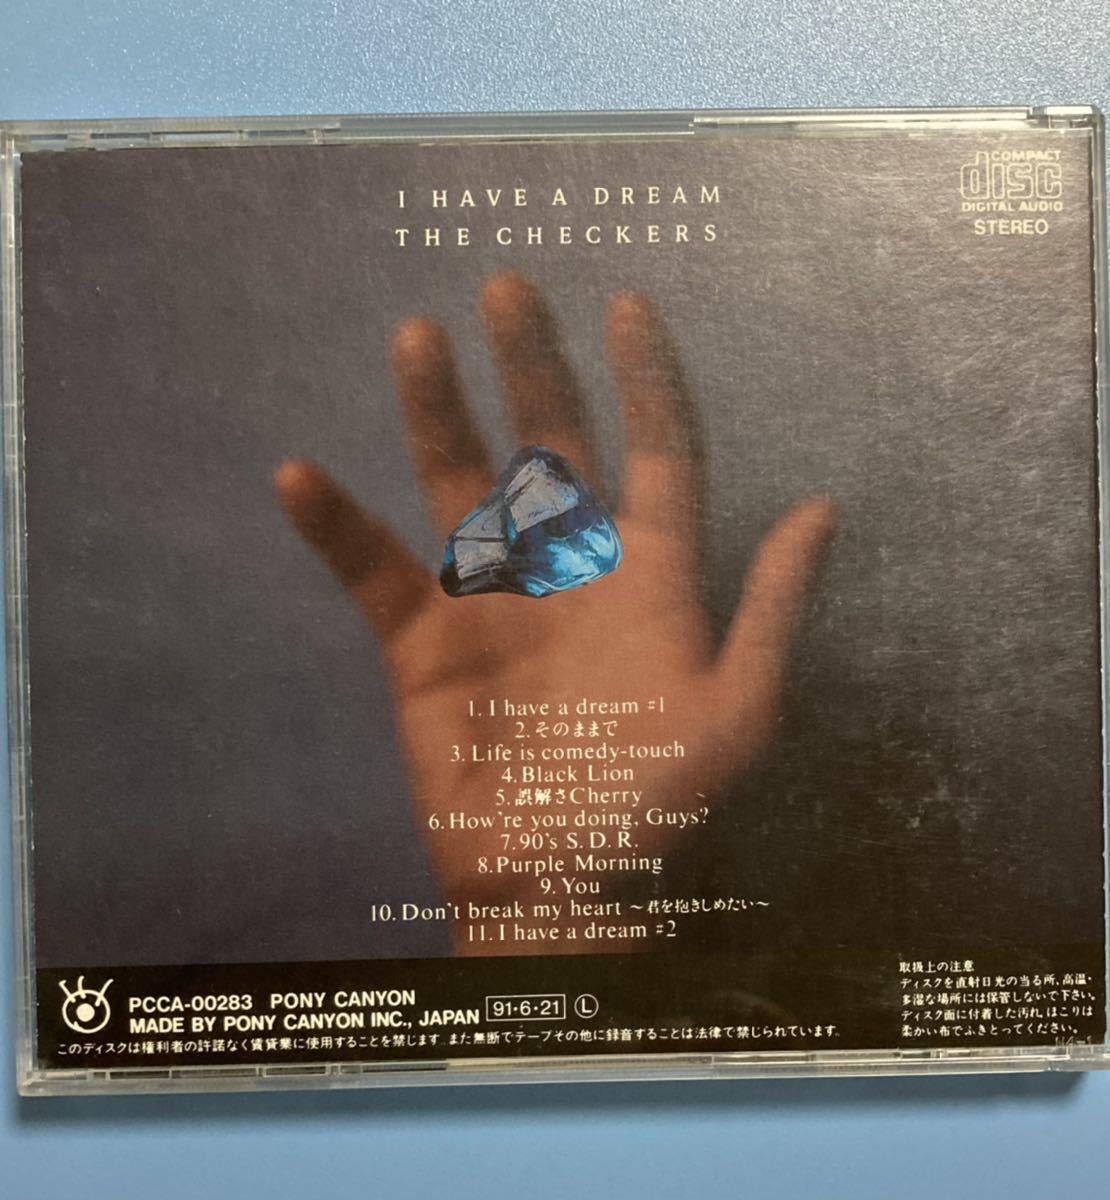 I HAVE A DREAM
THE CHECKERS
COMPACT
disc
DIGITAL AUDIO
STEREO
1. I have a dream #1
2. そのままで
3. Life is comedy-touch
4. Black Lion
5. 誤解さCherry
6. How're you doing, Guys?
7. 90's S. D. R.
8. Purple Morning
9. You
10. Don't break my heart ～君を抱きしめたい～
11. I have a dream #2
PCCA-00283 PONY CANYON
MADE BY PONY CANYON INC., JAPAN 91・6・21 L
このディスクは権利者の許諾なく賃貸業に使用することを禁じます。また無断でテープその他に録音することは法律で禁じられています。
取扱上の注意
ディスクを直射日光の当る所、高温・
多湿な場所には保管しないで下さい。
ディスク面に付着した汚れ、ほこりは
柔かい布でふきとってください。